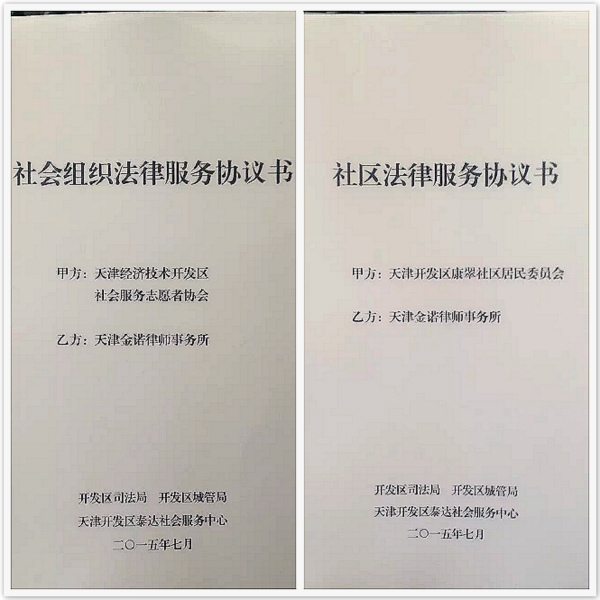 社会组织法律服务协议书
甲方：天津经济技术开发区
社会服务志愿者协会
乙方：天津金诺律师事务所
开发区司法局 开发区城管局
天津开发区泰达社会服务中心
二〇一五年七月
社区法律服务协议书
甲方：天津开发区康翠社区居民委员会
乙方：天津金诺律师事务所
开发区司法局 开发区城管局
天津开发区泰达社会服务中心
二〇一五年七月